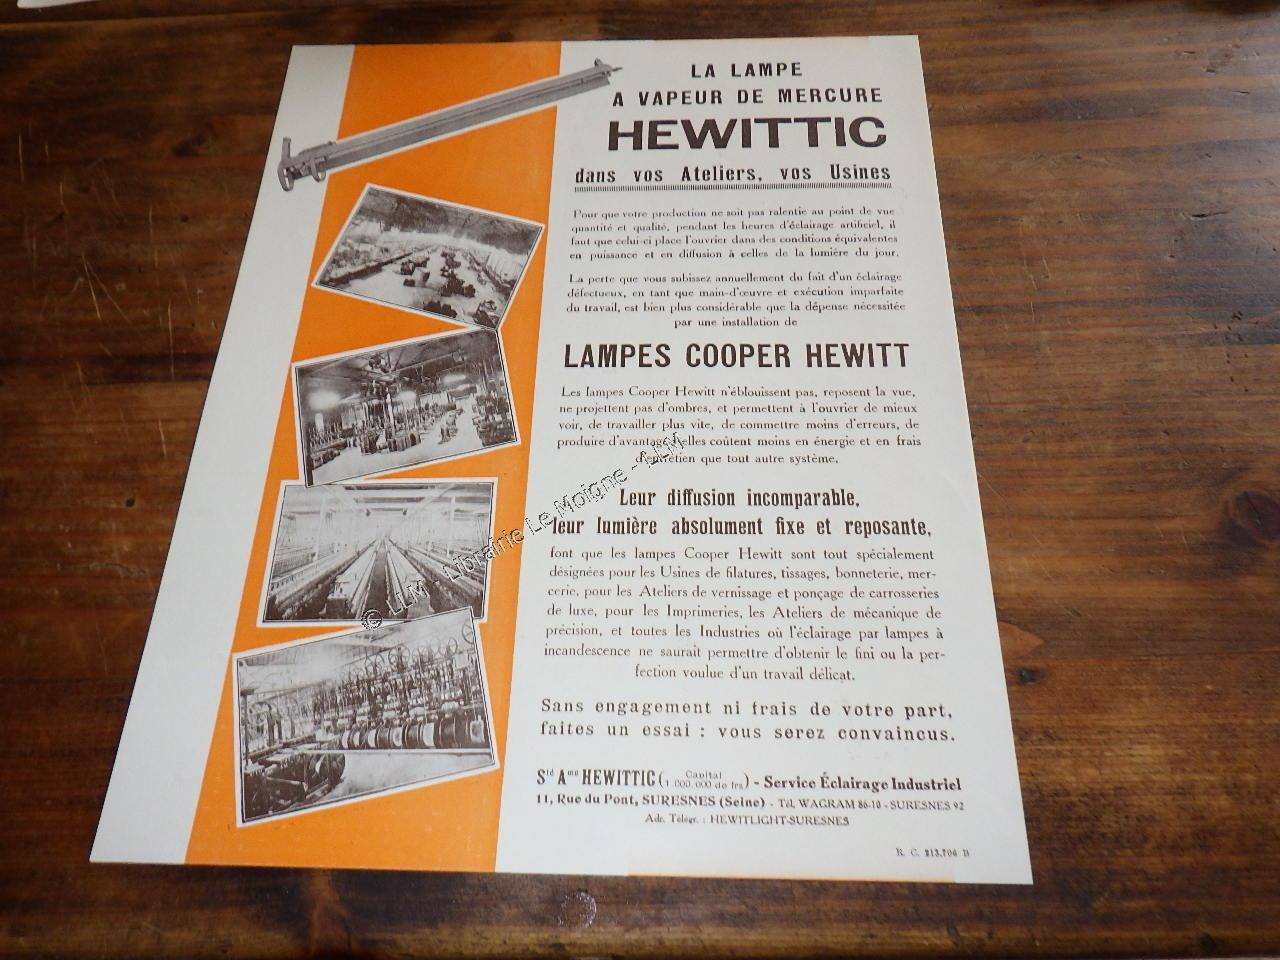 LA LAMPE
A VAPEUR DE MERCURE
HEWITTIC
dans vos Ateliers, vos Usines
Pour que votre production ne soit pas ralentie au point de vue
quantité et qualité, pendant les heures d'éclairage artificiel, il
faut que celui-ci place l'ouvrier dans des conditions équivalentes
en puissance et en diffusion à celles de la lumière du jour.
La perte que vous subissez annuellement du fait d'un éclairage
défectueux, en tant que main-d'œuvre et exécution imparfaite
du travail, est bien plus considérable que la dépense nécessitée
par une installation de
LAMPES COOPER HEWITT
Les lampes Cooper Hewitt n'éblouissent pas, reposent la vue,
ne projettent pas d'ombres, et permettent à l'ouvrier de mieux
voir, de travailler plus vite, de commettre moins d'erreurs, de
produire d'avantage, elles coûtent moins en énergie et en frais
d'entretien que tout autre système.
Leur diffusion incomparable,
leur lumière absolument fixe et reposante,
font que les lampes Cooper Hewitt sont tout spécialement
désignées pour les Usines de filatures, tissages, bonneterie, mer-
cerie, pour les Ateliers de vernissage et ponçage de carrosseries
de luxe, pour les Imprimeries, les Ateliers de mécanique de
précision, et toutes les Industries où l'éclairage par lampes à
incandescence ne saurait permettre d'obtenir le fini ou la per-
fection voulue d'un travail délicat.
Sans engagement ni frais de votre part,
faites un essai : vous serez convaincus.
Sté Ame HEWITTIC (Capital 1.000.000 de frs) - Service Éclairage Industriel
11, Rue du Pont, SURESNES (Seine) - Tél. WAGRAM 86-10 - SURESNES 92
Adr. Télégr. : HEWITLIGHT-SURESNES
R. C. 213.706 B
© LLM - Librairie Le Moigne - LLM